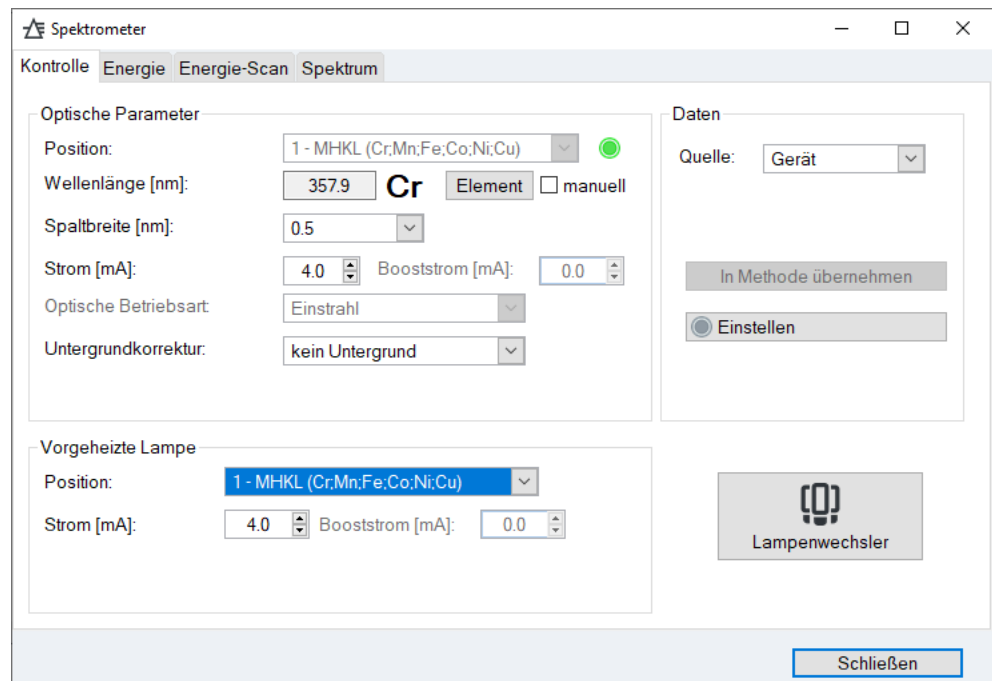 Spektrometer
Kontrolle Energie Energie-Scan Spektrum
Optische Parameter
Position: 1 - MHKL (Cr;Mn;Fe;Co;Ni;Cu)
Wellenlänge [nm]: 357.9 Cr Element manuell
Spaltbreite [nm]: 0.5
Strom [mA]: 4.0 Booststrom [mA]: 0.0
Optische Betriebsart: Einstrahl
Untergrundkorrektur: kein Untergrund
Daten
Quelle: Gerät
In Methode übernehmen
Einstellen
Vorgeheizte Lampe
Position: 1 - MHKL (Cr;Mn;Fe;Co;Ni;Cu)
Strom [mA]: 4.0 Booststrom [mA]: 0.0
Lampenwechsler
Schließen